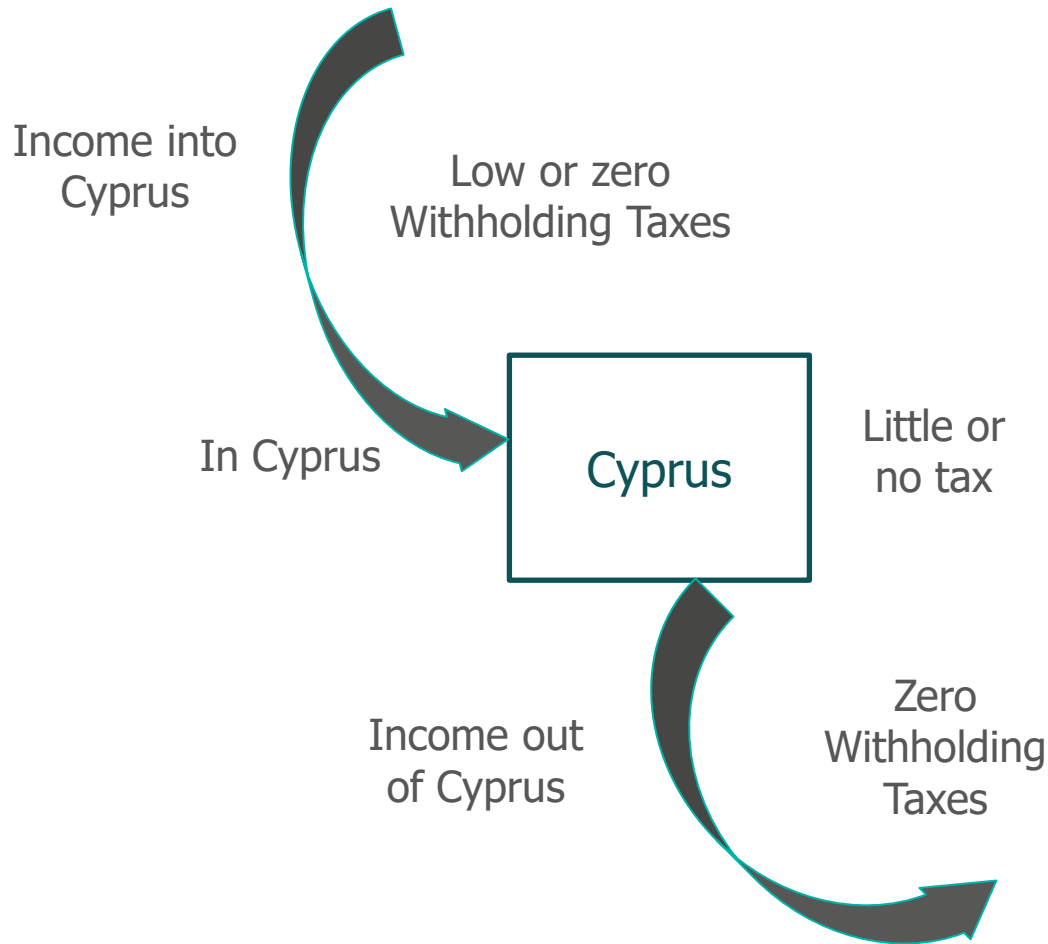 Income into
Cyprus
Low or zero
Withholding Taxes
In Cyprus
Cyprus
Little or
no tax
Income out
of Cyprus
Zero
Withholding
Taxes